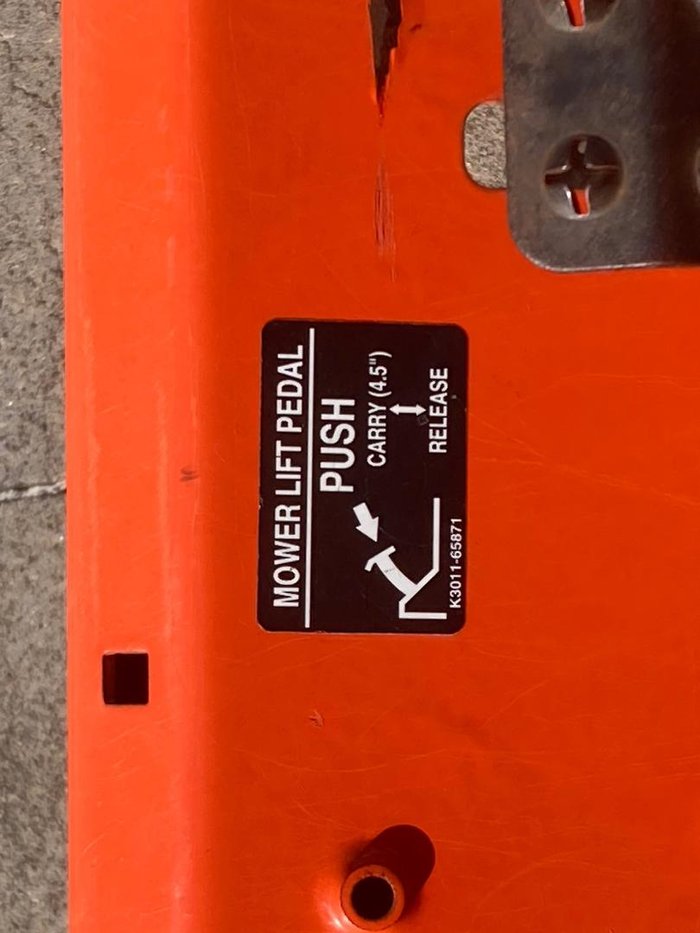 MOWER LIFT PEDAL
PUSH
CARRY (4.5")
RELEASE
K3011-65871